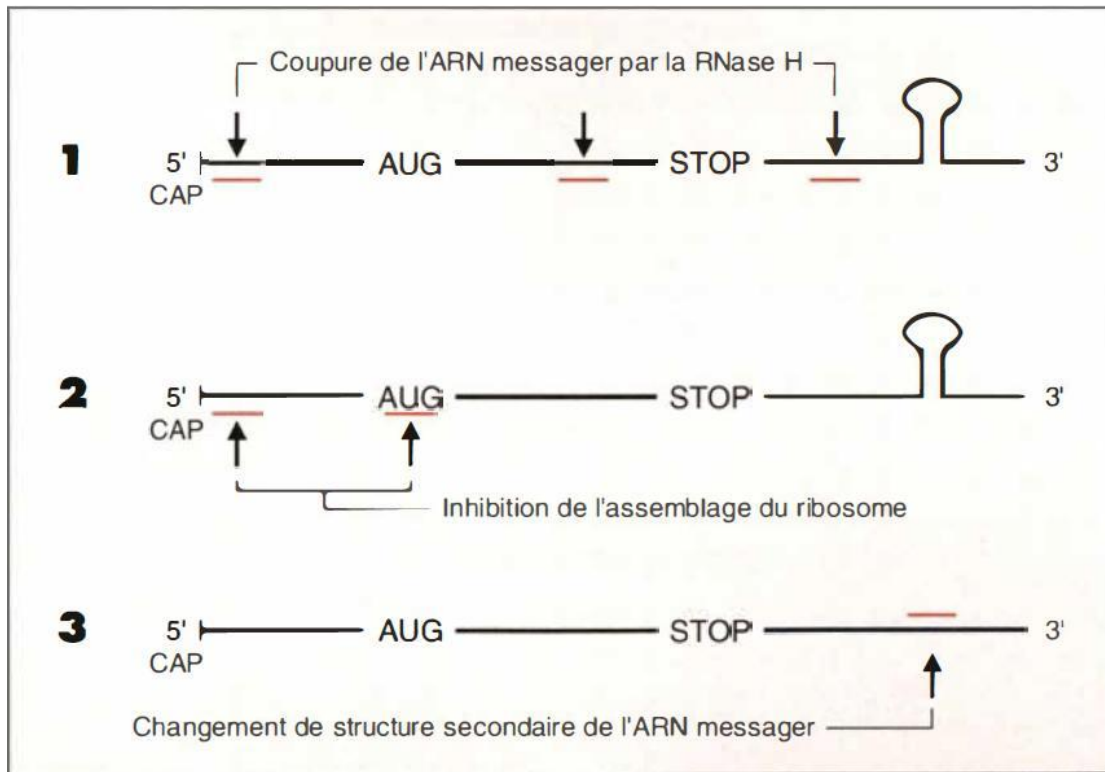 Coupure de l'ARN messager par la RNase H
1 5' AUG STOP 3'
CAP
2 5' AUG STOP 3'
CAP
Inhibition de l'assemblage du ribosome
3 5' AUG STOP 3'
CAP
Changement de structure secondaire de l'ARN messager